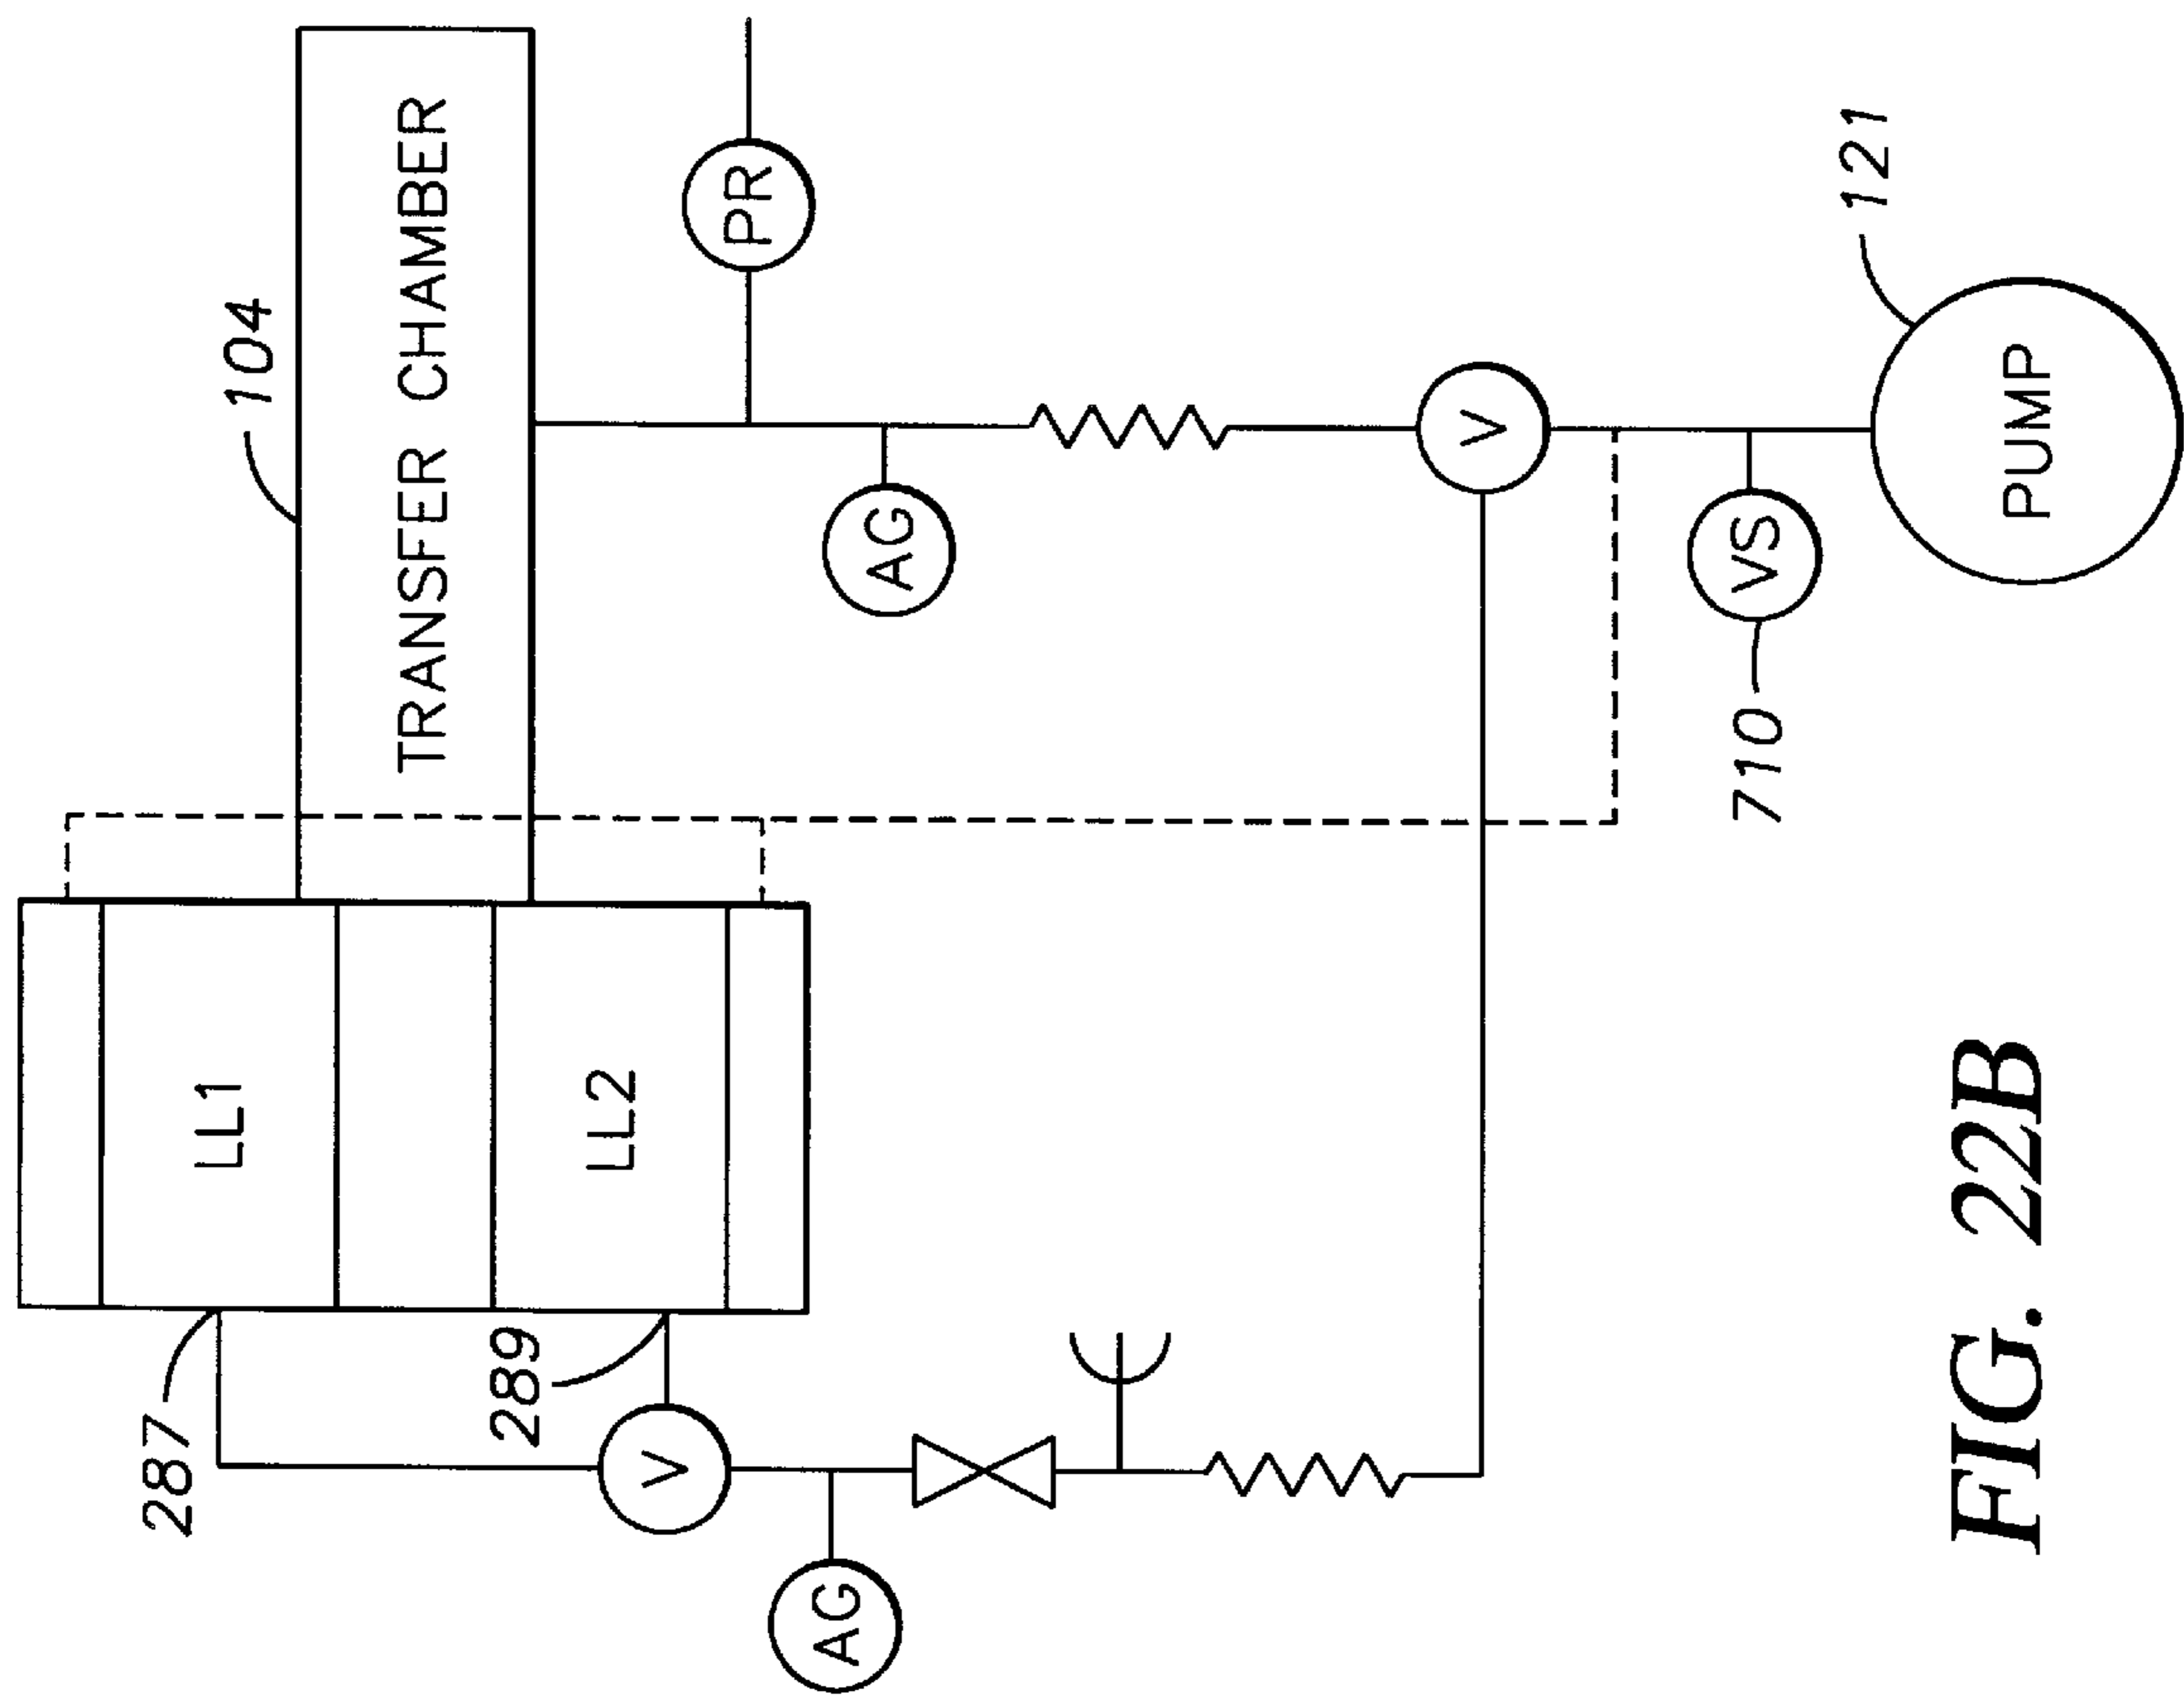 104
TRANSFER CHAMBER
PR
AG
V
121
PUMP
VS
710
LL1
LL2
287
289
V
AG
FIG. 22B